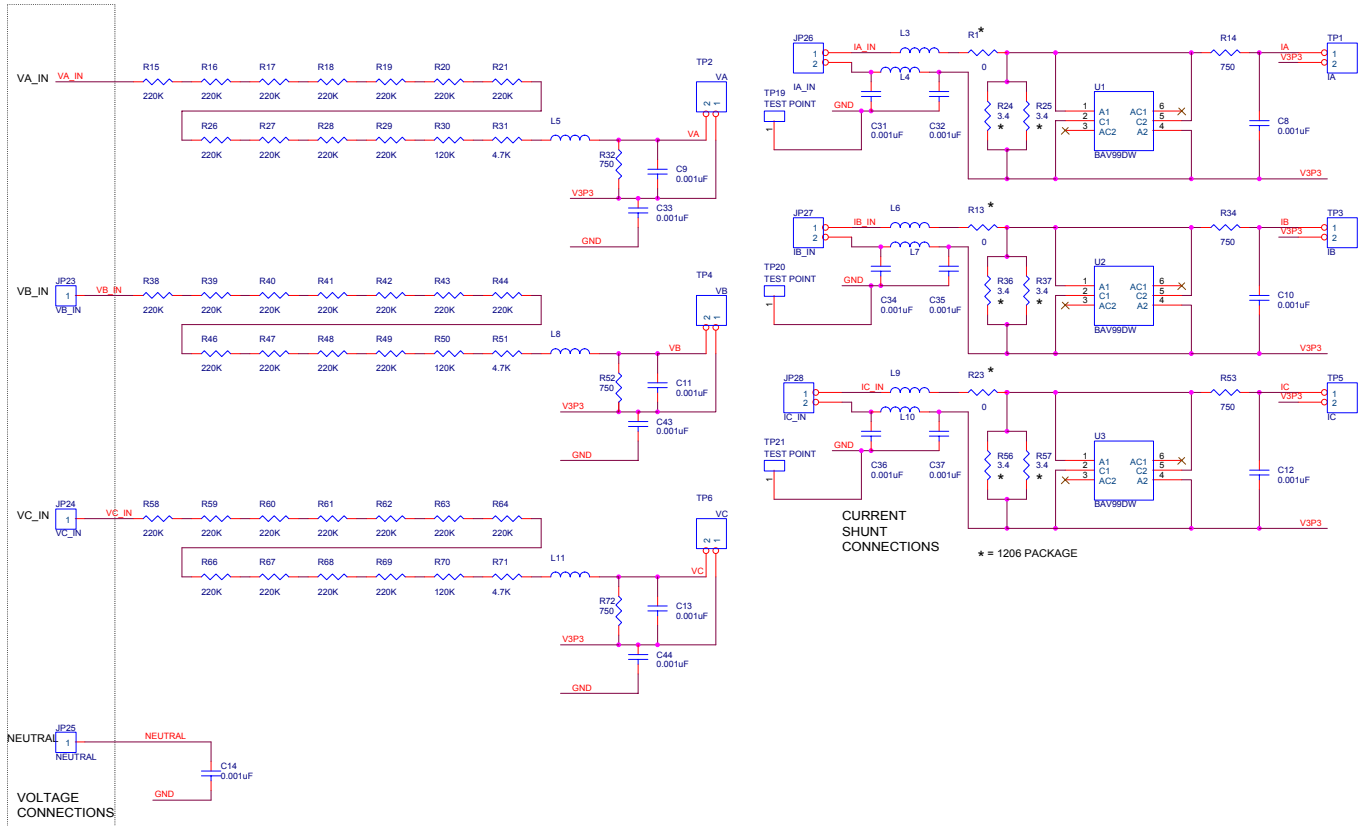 VA_IN
VA_IN
R15 R16 R17 R18 R19 R20 R21
220K 220K 220K 220K 220K 220K 220K
R26 R27 R28 R29 R30 R31 L5
220K 220K 220K 220K 120K 4.7K
TP2
VA
2 1
VA
R32
750
C9
0.001uF
V3P3
C33
0.001uF
GND
VB_IN
JP23
1
VB_IN
VB_IN
R38 R39 R40 R41 R42 R43 R44
220K 220K 220K 220K 220K 220K 220K
R46 R47 R48 R49 R50 R51 L8
220K 220K 220K 220K 120K 4.7K
TP4
VB
2 1
VB
R52
750
C11
0.001uF
V3P3
C43
0.001uF
GND
VC_IN
JP24
1
VC_IN
VC_IN
R58 R59 R60 R61 R62 R63 R64
220K 220K 220K 220K 220K 220K 220K
R66 R67 R68 R69 R70 R71 L11
220K 220K 220K 220K 120K 4.7K
TP6
VC
2 1
VC
R72
750
C13
0.001uF
V3P3
C44
0.001uF
GND
NEUTRAL
JP25
1
NEUTRAL
NEUTRAL
C14
0.001uF
GND
VOLTAGE
CONNECTIONS
JP26
1
2
IA_IN
IA_IN
L3
L4
R1*
0
TP19
TEST POINT
1
GND
C31
0.001uF
C32
0.001uF
R24
3.4
*
R25
3.4
*
U1
1 A1 AC1 6
2 C1 C2 5
3 AC2 A2 4
BAV99DW
R14
750
C8
0.001uF
IA
V3P3
TP1
1
2
IA
V3P3
JP27
1
2
IB_IN
IB_IN
L6
L7
R13*
0
TP20
TEST POINT
1
GND
C34
0.001uF
C35
0.001uF
R36
3.4
*
R37
3.4
*
U2
1 A1 AC1 6
2 C1 C2 5
3 AC2 A2 4
BAV99DW
R34
750
C10
0.001uF
IB
V3P3
TP3
1
2
IB
V3P3
JP28
1
2
IC_IN
IC_IN
L9
L10
R23*
0
TP21
TEST POINT
1
GND
C36
0.001uF
C37
0.001uF
R56
3.4
*
R57
3.4
*
U3
1 A1 AC1 6
2 C1 C2 5
3 AC2 A2 4
BAV99DW
R53
750
C12
0.001uF
IC
V3P3
TP5
1
2
IC
V3P3
CURRENT
SHUNT
CONNECTIONS
* = 1206 PACKAGE